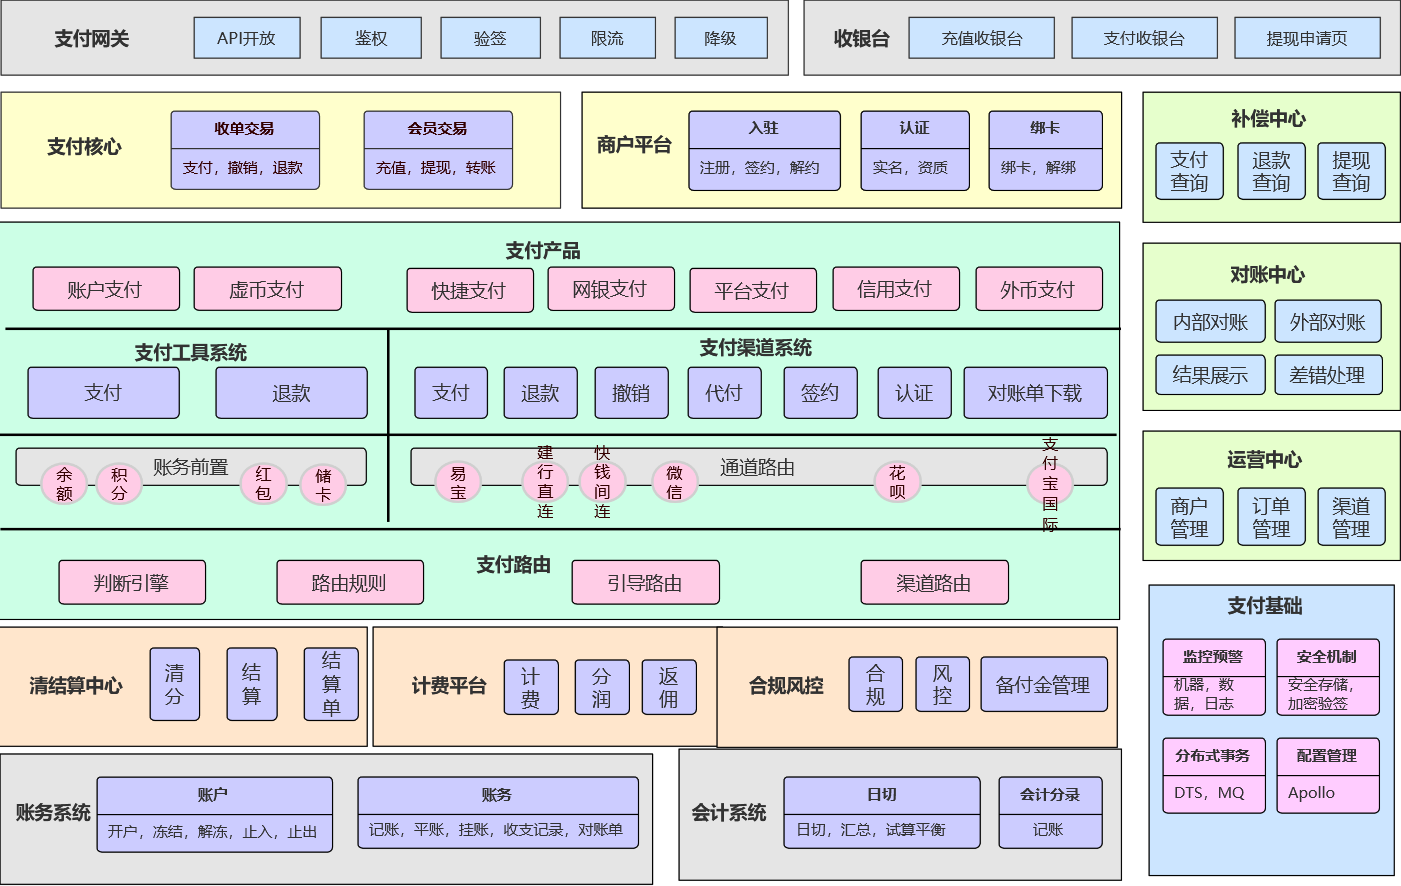 支付网关
API开放
鉴权
验签
限流
降级
收银台
充值收银台
支付收银台
提现申请页
支付核心
收单交易
支付，撤销，退款
会员交易
充值，提现，转账
商户平台
入驻
注册，签约，解约
认证
实名，资质
绑卡
绑卡，解绑
补偿中心
支付
查询
退款
查询
提现
查询
支付产品
账户支付
虚币支付
快捷支付
网银支付
平台支付
信用支付
外币支付
对账中心
内部对账
外部对账
结果展示
差错处理
支付工具系统
支付
退款
支付渠道系统
支付
退款
撤销
代付
签约
认证
对账单下载
账务前置
余
额
积
分
红
包
储
卡
通道路由
易
宝
建
行
直
连
快
钱
间
连
微
信
花
呗
支
付
宝
国
际
运营中心
商户
管理
订单
管理
渠道
管理
支付路由
判断引擎
路由规则
引导路由
渠道路由
清结算中心
清
分
结
算
结
算
单
计费平台
计
费
分
润
返
佣
合规风控
合
规
风
控
备付金管理
支付基础
监控预警
机器，数
据，日志
安全机制
安全存储，
加密验签
分布式事务
DTS，MQ
配置管理
Apollo
账务系统
账户
开户，冻结，解冻，止入，止出
账务
记账，平账，挂账，收支记录，对账单
会计系统
日切
日切，汇总，试算平衡
会计分录
记账